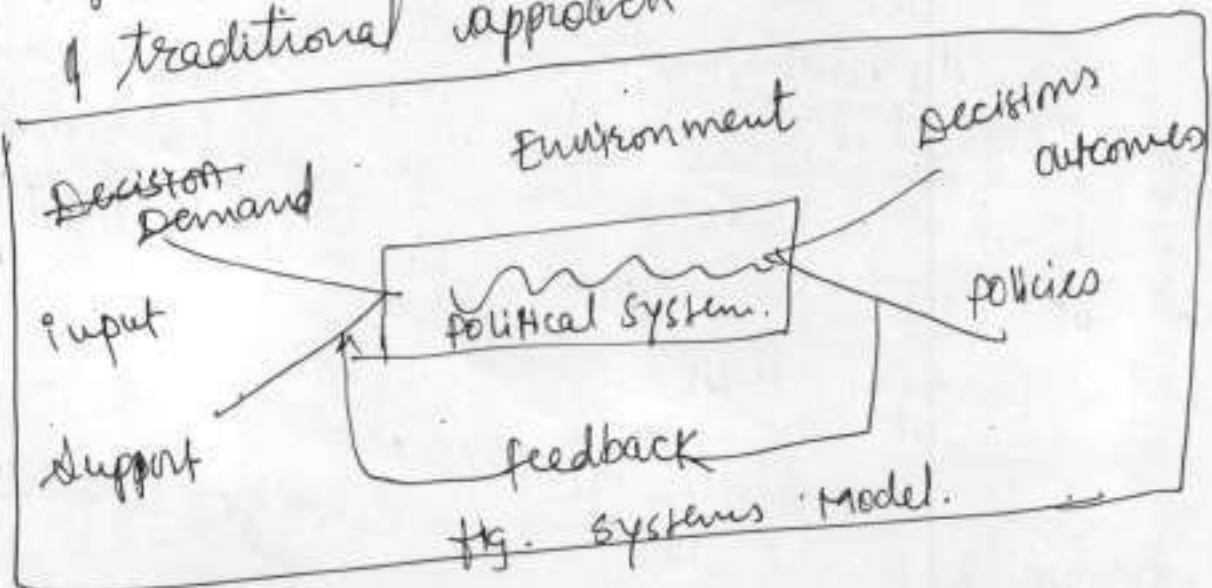 traditional approach
Environment
Decisions
outcomes
Decision
Demand
input
Political System.
policies
Support
feedback
fig. Systems Model.